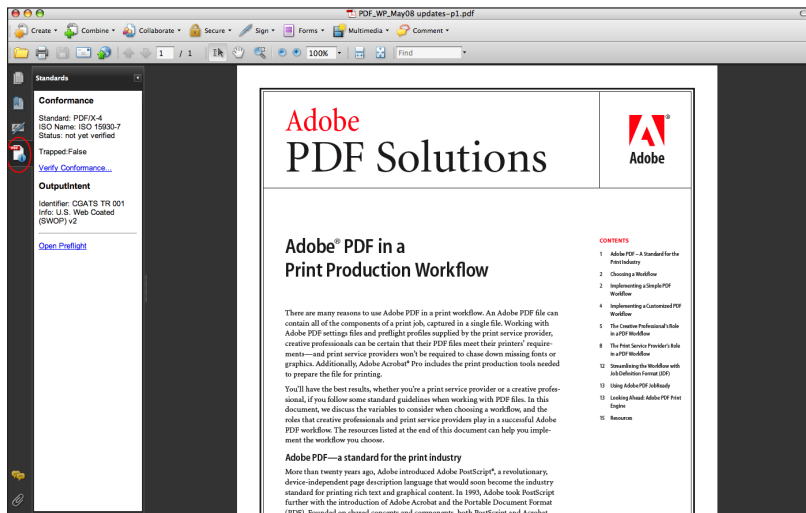 PDF_WP_May08 updates-p1.pdf
Create Combine Collaborate Secure Sign Forms Multimedia Comment
1 / 1 100% Find
Standards
Conformance
Standard: PDF/X-4
ISO Name: ISO 15930-7
Status: not yet verified
Trapped:False
Verify Conformance...
OutputIntent
Identifier: CGATS TR 001
Info: U.S. Web Coated
(SWOP) v2
Open Preflight
Adobe
PDF Solutions
Adobe
Adobe® PDF in a
Print Production Workflow
There are many reasons to use Adobe PDF in a print workflow. An Adobe PDF file can
contain all of the components of a print job, captured in a single file. Working with
Adobe PDF settings files and preflight profiles supplied by the print service provider,
creative professionals can be certain that their PDF files meet their printers' require-
ments—and print service providers won't be required to chase down missing fonts or
graphics. Additionally, Adobe Acrobat® Pro includes the print production tools needed
to prepare the file for printing.
You'll have the best results, whether you're a print service provider or a creative profes-
sional, if you follow some standard guidelines when working with PDF files. In this
document, we discuss the variables to consider when choosing a workflow, and the
roles that creative professionals and print service providers play in a successful Adobe
PDF workflow. The resources listed at the end of this document can help you imple-
ment the workflow you choose.
Adobe PDF—a standard for the print industry
More than twenty years ago, Adobe introduced Adobe PostScript®, a revolutionary,
device-independent page description language that would soon become the industry
standard for printing rich text and graphical content. In 1993, Adobe took PostScript
further with the introduction of Adobe Acrobat and the Portable Document Format
(PDF). Founded on shared concepts and components, both PostScript and Acrobat
CONTENTS
1 Adobe PDF – A Standard for the
Print Industry
2 Choosing a Workflow
2 Implementing a Simple PDF
Workflow
4 Implementing a Customized PDF
Workflow
5 The Creative Professional's Role
in a PDF Workflow
8 The Print Service Provider's Role
in a PDF Workflow
12 Streamlining the Workflow with
Job Definition Format (JDF)
13 Using Adobe PDF JobReady
13 Looking Ahead: Adobe PDF Print
Engine
15 Resources